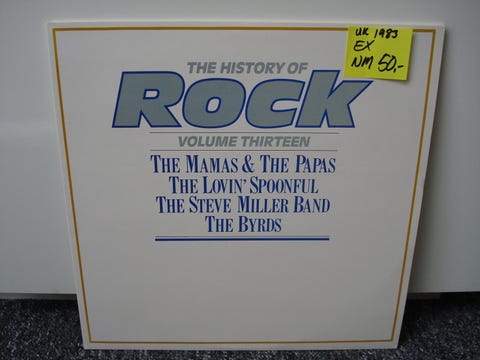 UK 1983
EX
NM 50,-
THE HISTORY OF
ROCK
VOLUME THIRTEEN
THE MAMAS & THE PAPAS
THE LOVIN' SPOONFUL
THE STEVE MILLER BAND
THE BYRDS